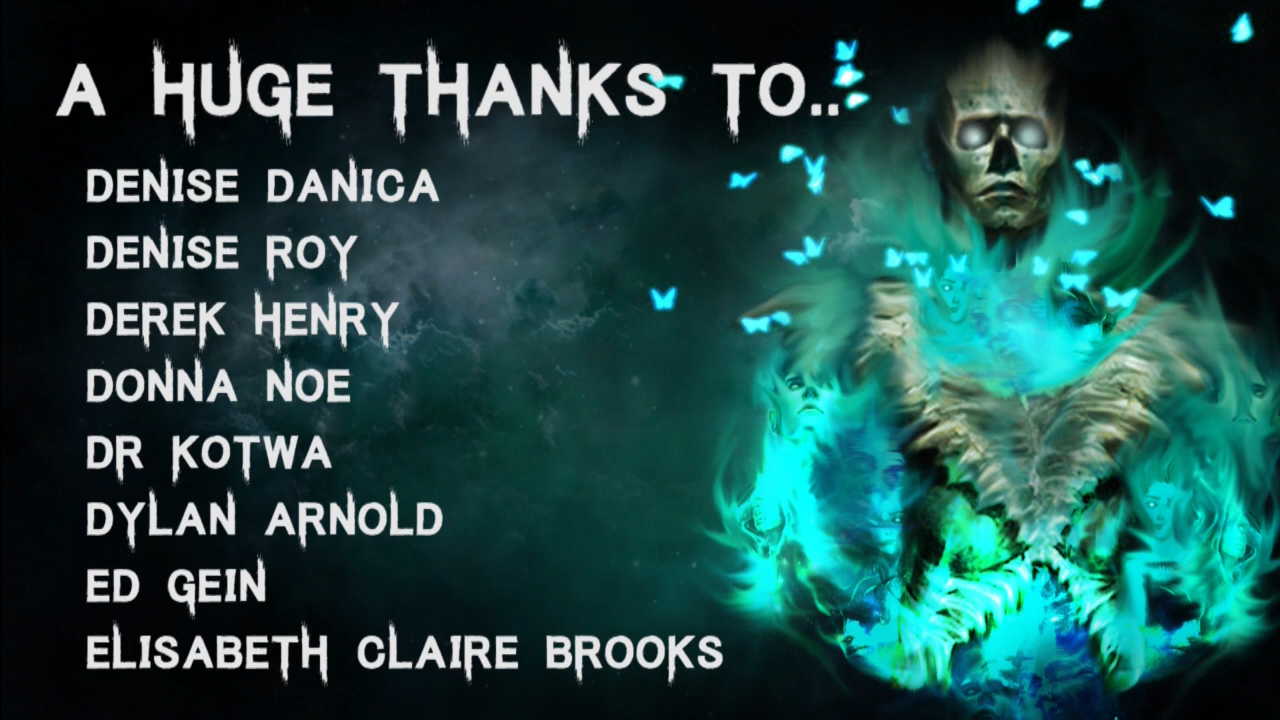 A HUGE THANKS TO..
DENISE DANICA
DENISE ROY
DEREK HENRY
DONNA NOE
DR KOTWA
DYLAN ARNOLD
ED GEIN
ELISABETH CLAIRE BROOKS